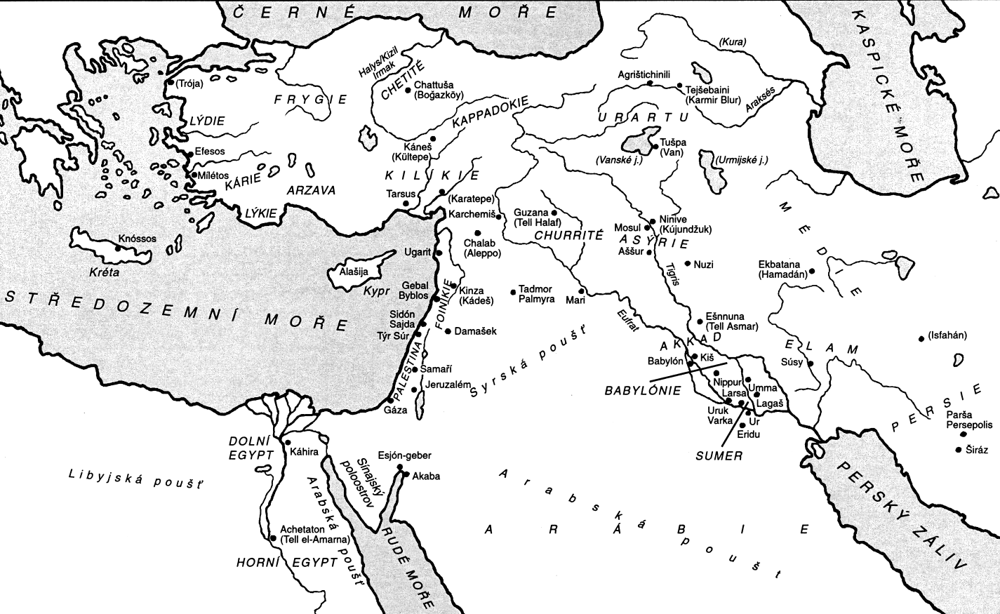 ČERNÉ MOŘE
KASPICKÉ MOŘE
(Kura)
Halys/Kizil
Irmak
CHETITÉ
Chattuša
(Boğazköy)
Agrištichinili
Tejšebaini
(Karmir Blur)
Araksés
(Trója)
FRYGIE
KAPPADOKIE
URARTU
LÝDIE
Káneš
(Kültepe)
Tušpa
(Van)
(Vanské j.)
(Urmijské j.)
Efesos
Mílétos
KÁRIE
ARZAVA
KILÍKIE
LÝKIE
Tarsus
(Karatepe)
Karchemiš
Guzana
(Tell Halaf)
CHURRITÉ
Ninive
(Kújundžuk)
Mosul
ASÝRIE
Aššur
MÉDIE
Knóssos
Kréta
Ugarit
Chalab
(Aleppo)
Alašija
Kypr
Nuzi
Tigris
Ekbatana
(Hamadán)
Gebal
Byblos
FOINIKIE
Kinza
(Kádeš)
Tadmor
Palmyra
Mari
STŘEDOZEMNÍ MOŘE
Sidón
Sajda
Týr Súr
Damašek
Eufrat
Ešnnuna
(Tell Asmar)
Syrská poušť
AKKAD
Kiš
Babylón
ELAM
Súsy
(Isfahán)
PALESTINA
Samaří
Jeruzalém
Gáza
BABYLÓNIE
Nippur
Umma
Larsa
Lagaš
Uruk
Varka
Ur
Eridu
SUMER
PERSIE
Parša
Persepolis
Šíráz
DOLNÍ
EGYPT
Káhira
Sinajský
poloostrov
Esjón-geber
Akaba
Libyjská poušť
Arabská poušť
Arabská poušť
ARÁBIE
PERSKÝ ZÁLIV
Achetaton
(Tell el-Amarna)
HORNÍ EGYPT
RUDÉ MOŘE